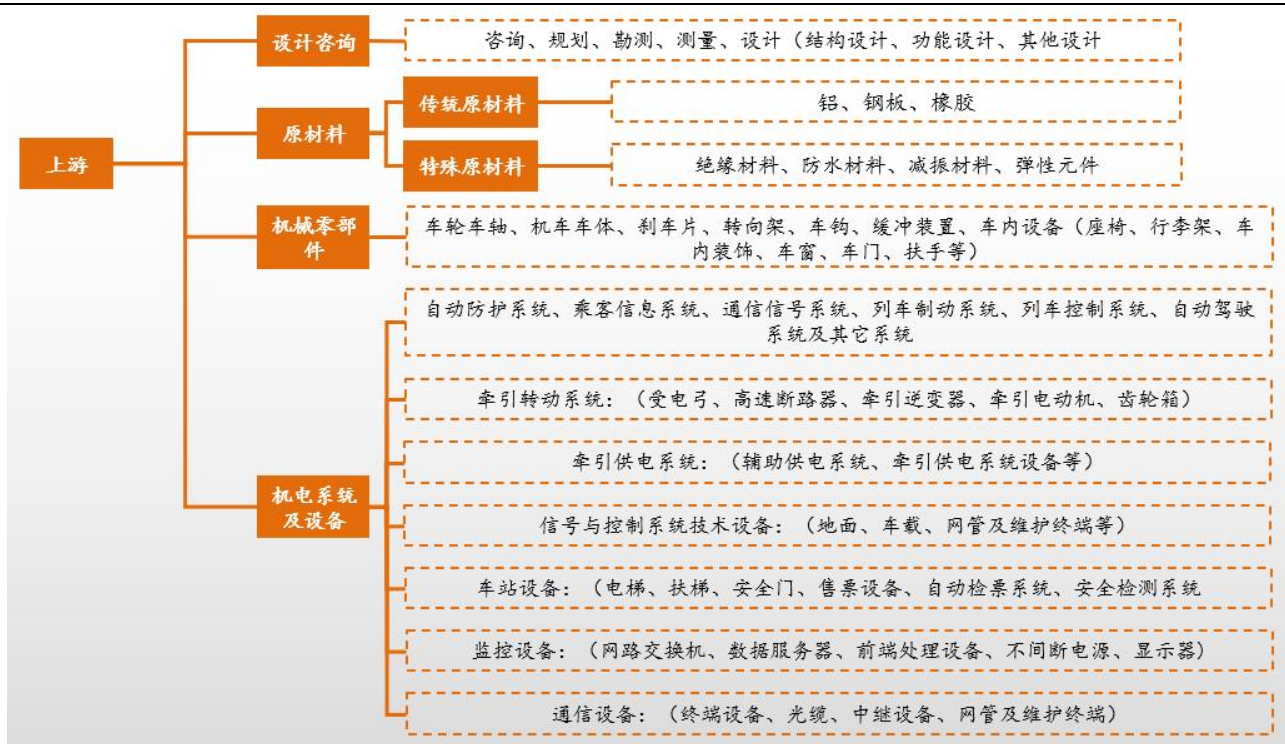 设计咨询
咨询、规划、勘测、测量、设计（结构设计、功能设计、其他设计
传统原材料
铝、钢板、橡胶
原材料
上游
特殊原材料
绝缘材料、防水材料、减振材料、弹性元件
机械零部
件
车轮车轴、机车车体、刹车片、转向架、车钩、缓冲装置、车内设备（座椅、行李架、车
内装饰、车窗、车门、扶手等）
自动防护系统、乘客信息系统、通信信号系统、列车制动系统、列车控制系统、自动驾驶
系统及其它系统
牵引转动系统：（受电弓、高速断路器、牵引逆变器、牵引电动机、齿轮箱）
牵引供电系统：（辅助供电系统、牵引供电系统设备等）
机电系统
及设备
信号与控制系统技术设备：（地面、车载、网管及维护终端等）
车站设备：（电梯、扶梯、安全门、售票设备、自动检票系统、安全检测系统
监控设备：（网路交换机、数据服务器、前端处理设备、不间断电源、显示器）
通信设备：（终端设备、光缆、中继设备、网管及维护终端）